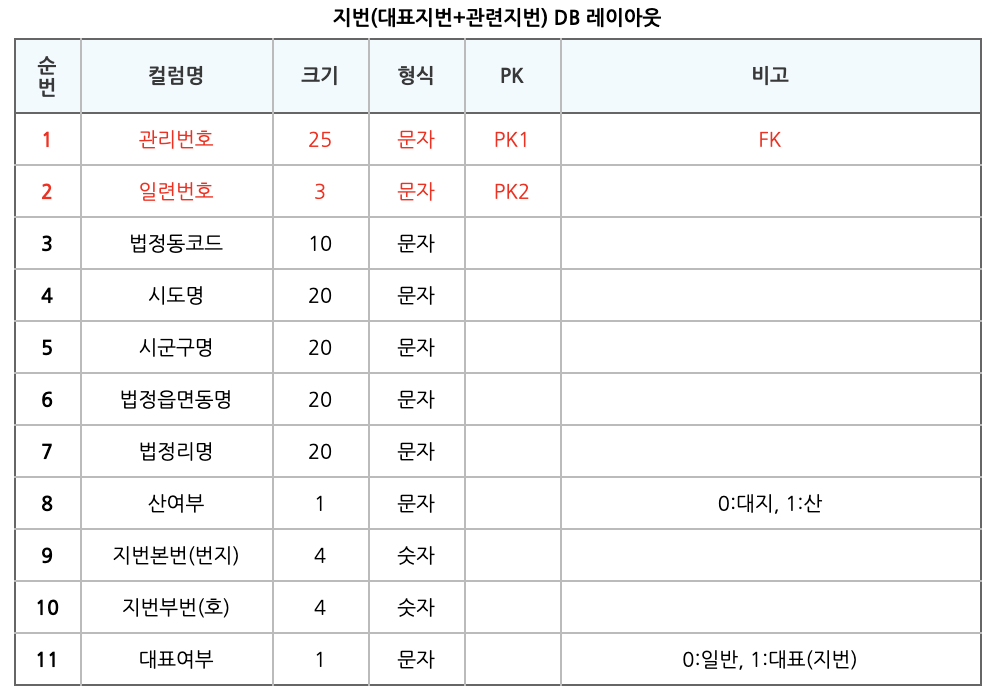 지번(대표지번+관련지번) DB 레이아웃
순번 컬럼명 크기 형식 PK 비고
1 관리번호 25 문자 PK1 FK
2 일련번호 3 문자 PK2
3 법정동코드 10 문자
4 시도명 20 문자
5 시군구명 20 문자
6 법정읍면동명 20 문자
7 법정리명 20 문자
8 산여부 1 문자 0:대지, 1:산
9 지번본번(번지) 4 숫자
10 지번부번(호) 4 숫자
11 대표여부 1 문자 0:일반, 1:대표(지번)